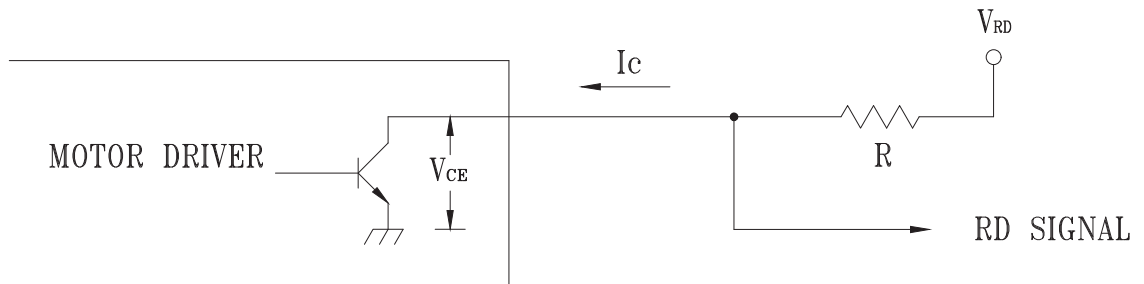 VRD
Ic
MOTOR DRIVER
VCE
R
RD SIGNAL